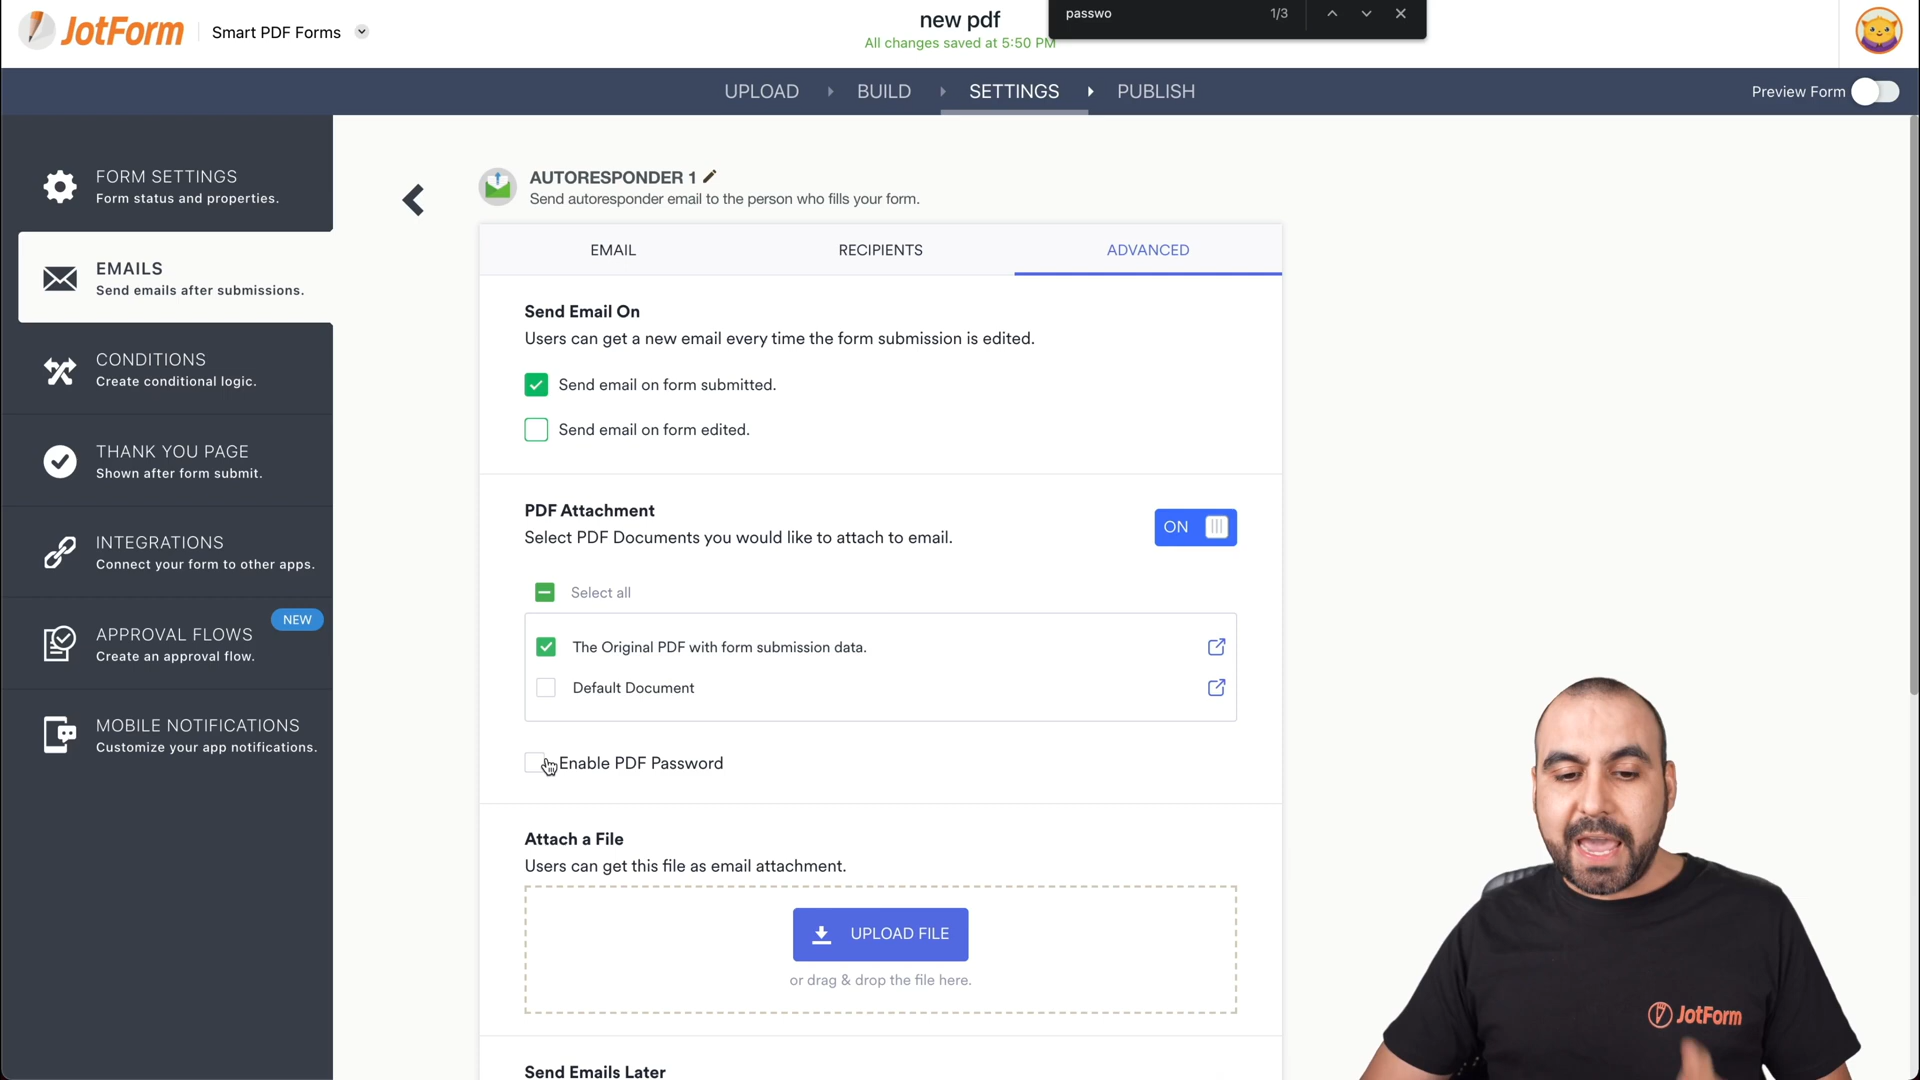 JotForm
Smart PDF Forms
new pdf
All changes saved at 5:50 PM
passwo
1/3
UPLOAD
BUILD
SETTINGS
PUBLISH
Preview Form
FORM SETTINGS
Form status and properties.
EMAILS
Send emails after submissions.
CONDITIONS
Create conditional logic.
THANK YOU PAGE
Shown after form submit.
INTEGRATIONS
Connect your form to other apps.
NEW
APPROVAL FLOWS
Create an approval flow.
MOBILE NOTIFICATIONS
Customize your app notifications.
AUTORESPONDER 1
Send autoresponder email to the person who fills your form.
EMAIL
RECIPIENTS
ADVANCED
Send Email On
Users can get a new email every time the form submission is edited.
Send email on form submitted.
Send email on form edited.
PDF Attachment
Select PDF Documents you would like to attach to email.
ON
Select all
The Original PDF with form submission data.
Default Document
Enable PDF Password
Attach a File
Users can get this file as email attachment.
UPLOAD FILE
or drag & drop the file here.
Send Emails Later
JotForm